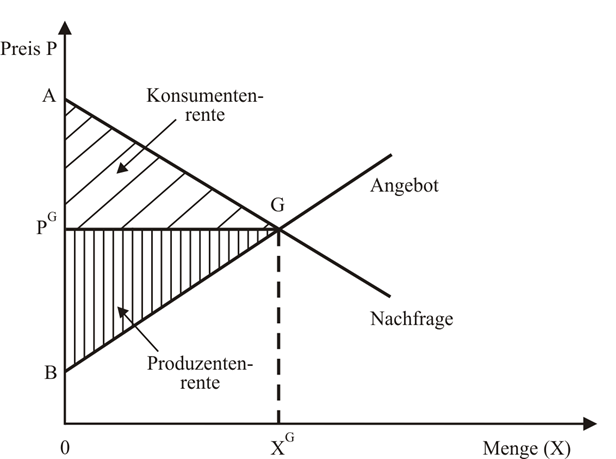 Preis P
A
Konsumenten-
rente
Angebot
G
P^G
Nachfrage
B
Produzenten-
rente
0
X^G
Menge (X)